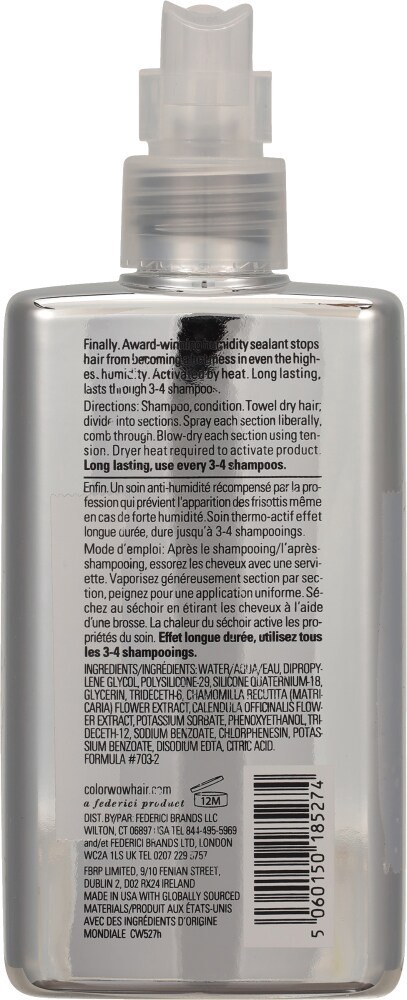 Finally. Award-winning humidity sealant stops
hair from becoming in even the high-
es. humidity. Activated by heat. Long lasting,
lasts through 3-4 shampoos.
Directions: Shampoo, condition. Towel dry hair;
divide into sections. Spray each section liberally,
comb through. Blow-dry each section using ten-
sion. Dryer heat required to activate product.
Long lasting, use every 3-4 shampoos.
Enfin. Un soin anti-humidité récompensé par la pro-
fession qui prévient l'apparition des frisottis même
en cas de forte humidité. Soin thermo-actif effet
longue durée, dure jusqu'à 3-4 shampooings.
Mode d'emploi: Après le shampooing/l'après-
shampooing, essorez les cheveux avec une servi-
ette. Vaporisez généreusement section par sec-
tion, peignez pour une application uniforme. Sé-
chez au séchoir en étirant les cheveux à l'aide
d'une brosse. La chaleur du séchoir active les pro-
priétés du soin. Effet longue durée, utilisez tous
les 3-4 shampooings.
INGREDIENTS/INGRÉDIENTS: WATER/AQUA/EAU, DIPROPY-
LENE GLYCOL, POLYSILICONE-29, SILICONE QUATERNIUM-18,
GLYCERIN, TRIDECETH-6, CHAMOMILLA RECUTITA (MATRI-
CARIA) FLOWER EXTRACT, CALENDULA OFFICINALIS FLOW-
ER EXTRACT, POTASSIUM SORBATE, PHENOXYETHANOL, TRI-
DECETH-12, SODIUM BENZOATE, CHLORPHENESIN, POTAS-
SIUM BENZOATE, DISODIUM EDTA, CITRIC ACID.
FORMULA #703-2
colorwowhair.com
a federici product
12M
DIST. BY/PAR: FEDERICI BRANDS LLC
WILTON, CT 06897 USA TEL 844-495-5969
and/et FEDERICI BRANDS LTD, LONDON
WC2A 1LS UK TEL 0207 229 5757
FBRP LIMITED, 9/10 FENIAN STREET,
DUBLIN 2, D02 RX24 IRELAND
MADE IN USA WITH GLOBALLY SOURCED
MATERIALS/PRODUIT AUX ÉTATS-UNIS
AVEC DES INGRÉDIENTS D'ORIGINE
MONDIALE CW527h
5 060150 185274